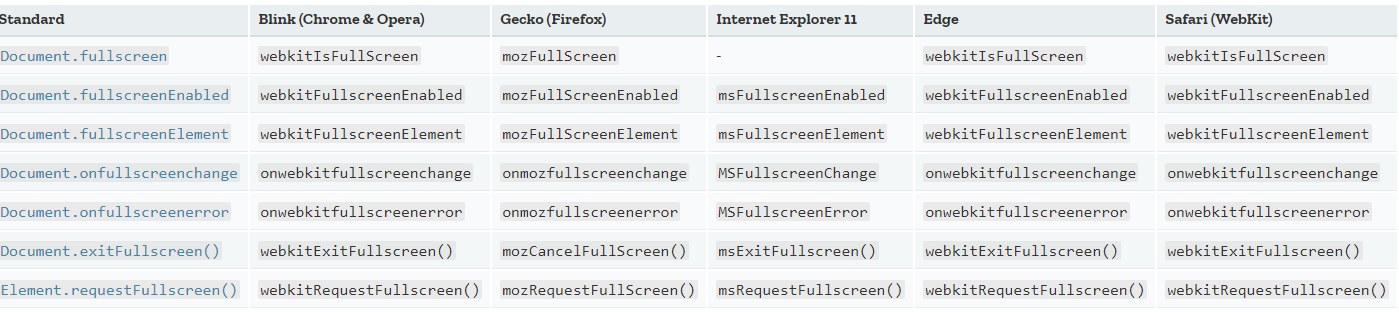 Standard Blink (Chrome & Opera) Gecko (Firefox) Internet Explorer 11 Edge Safari (WebKit)
Document.fullscreen webkitIsFullScreen mozFullScreen - webkitIsFullScreen webkitIsFullScreen
Document.fullscreenEnabled webkitFullscreenEnabled mozFullScreenEnabled msFullscreenEnabled webkitFullscreenEnabled webkitFullscreenEnabled
Document.fullscreenElement webkitFullscreenElement mozFullScreenElement msFullscreenElement webkitFullscreenElement webkitFullscreenElement
Document.onfullscreenchange onwebkitfullscreenchange onmozfullscreenchange MSFullscreenChange onwebkitfullscreenchange onwebkitfullscreenchange
Document.onfullscreenerror onwebkitfullscreenerror onmozfullscreenerror MSFullscreenError onwebkitfullscreenerror onwebkitfullscreenerror
Document.exitFullscreen() webkitExitFullscreen() mozCancelFullScreen() msExitFullscreen() webkitExitFullscreen() webkitExitFullscreen()
Element.requestFullscreen() webkitRequestFullscreen() mozRequestFullScreen() msRequestFullscreen() webkitRequestFullscreen() webkitRequestFullscreen()